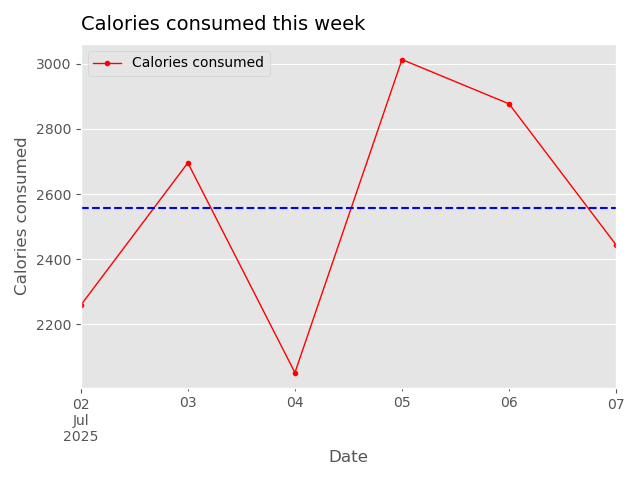 Calories consumed this week
Calories consumed
3000
2800
2600
2400
2200
Calories consumed
02 03 04 05 06 07
Jul
2025
Date